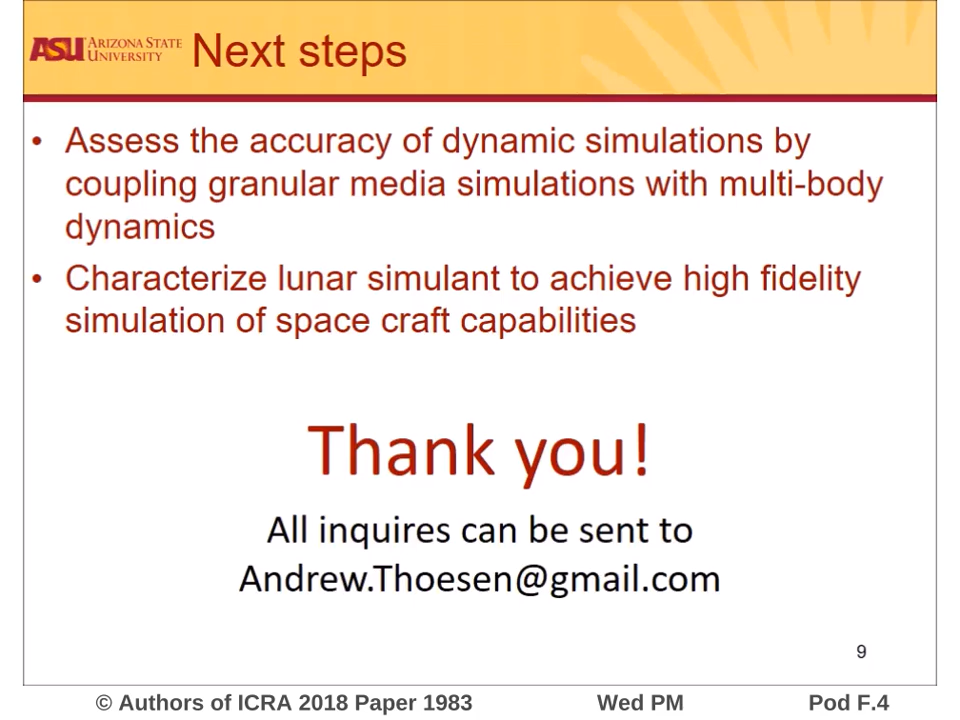 ASU ARIZONA STATE UNIVERSITY
Next steps
• Assess the accuracy of dynamic simulations by
coupling granular media simulations with multi-body
dynamics
• Characterize lunar simulant to achieve high fidelity
simulation of space craft capabilities
Thank you!
All inquires can be sent to
Andrew.Thoesen@gmail.com
9
© Authors of ICRA 2018 Paper 1983 Wed PM Pod F.4